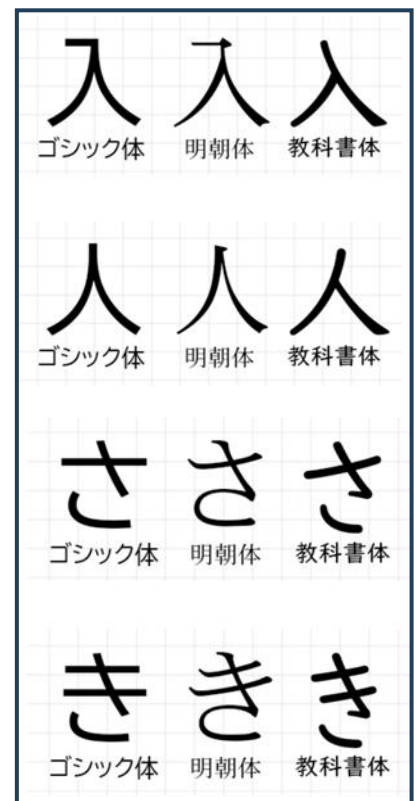 入 入 入
ゴシック体 明朝体 教科書体
人 人 人
ゴシック体 明朝体 教科書体
さ さ さ
ゴシック体 明朝体 教科書体
き き き
ゴシック体 明朝体 教科書体